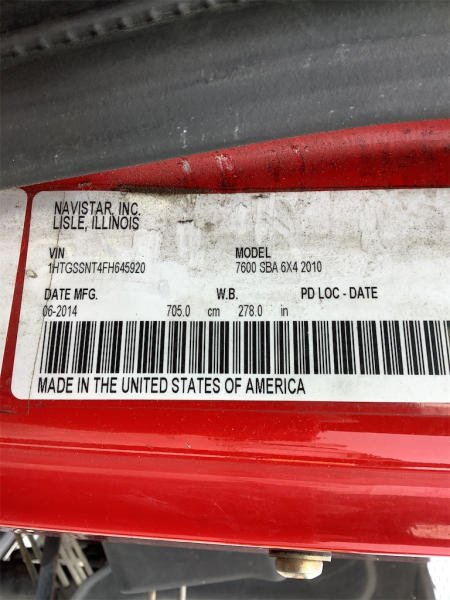 NAVISTAR, INC.
LISLE, ILLINOIS
VIN MODEL
1HTGSSNT4FH645920 7600 SBA 6X4 2010
DATE MFG. W.B. PD LOC - DATE
06-2014 705.0 cm 278.0 in
MADE IN THE UNITED STATES OF AMERICA